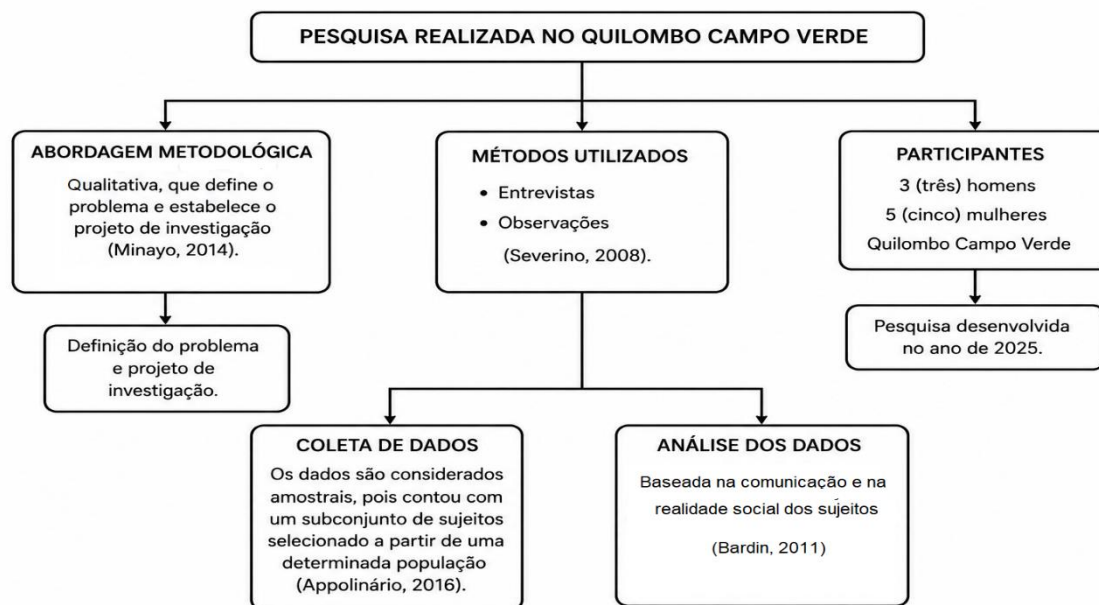 PESQUISA REALIZADA NO QUILOMBO CAMPO VERDE
ABORDAGEM METODOLÓGICA
Qualitativa, que define o
problema e estabelece o
projeto de investigação
(Minayo, 2014).
Definição do problema
e projeto de
investigação.
MÉTODOS UTILIZADOS
• Entrevistas
• Observações
(Severino, 2008).
PARTICIPANTES
3 (três) homens
5 (cinco) mulheres
Quilombo Campo Verde
Pesquisa desenvolvida
no ano de 2025.
COLETA DE DADOS
Os dados são considerados
amostrais, pois contou com
um subconjunto de sujeitos
selecionado a partir de uma
determinada população
(Appolinário, 2016).
ANÁLISE DOS DADOS
Baseada na comunicação e na
realidade social dos sujeitos
(Bardin, 2011)